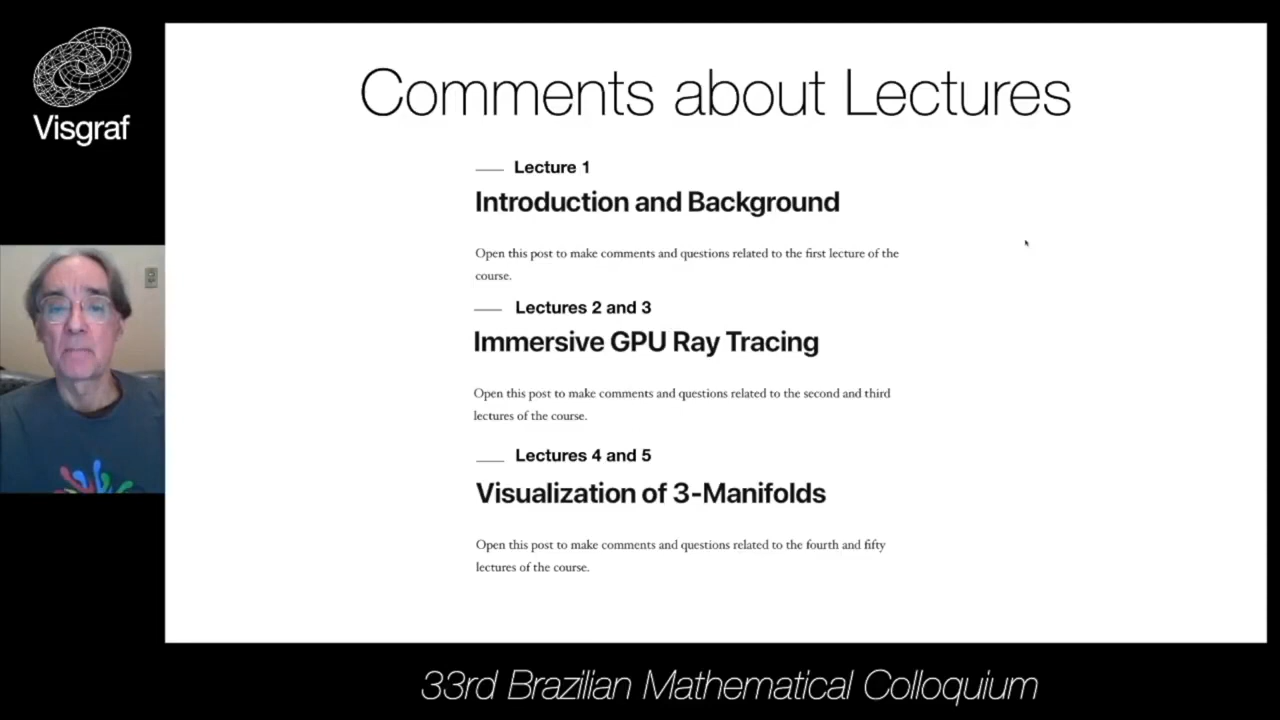 Visgraf
Comments about Lectures
Lecture 1
Introduction and Background
Open this post to make comments and questions related to the first lecture of the
course.
Lectures 2 and 3
Immersive GPU Ray Tracing
Open this post to make comments and questions related to the second and third
lectures of the course.
Lectures 4 and 5
Visualization of 3-Manifolds
Open this post to make comments and questions related to the fourth and fifty
lectures of the course.
33rd Brazilian Mathematical Colloquium